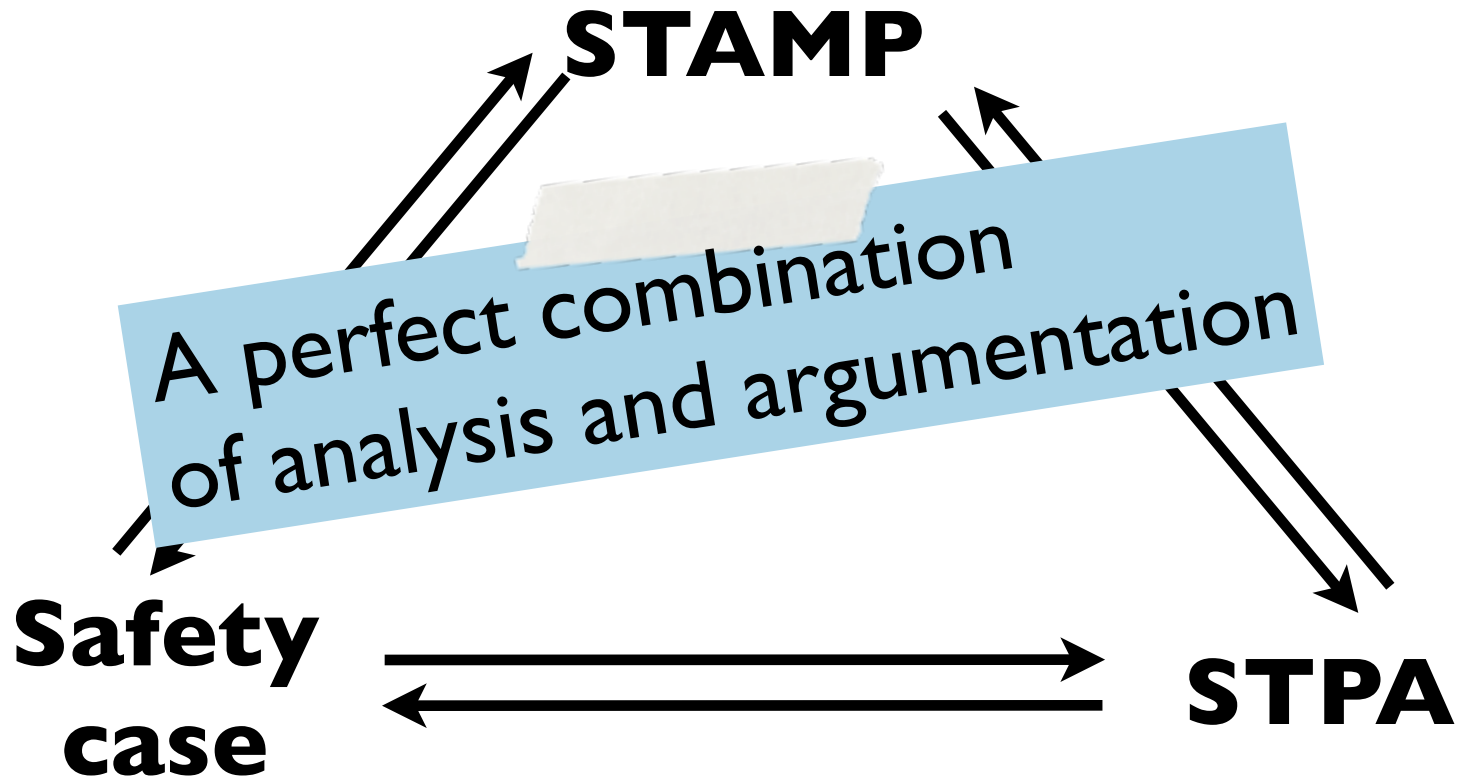 STAMP
A perfect combination
of analysis and argumentation
Safety
case
STPA